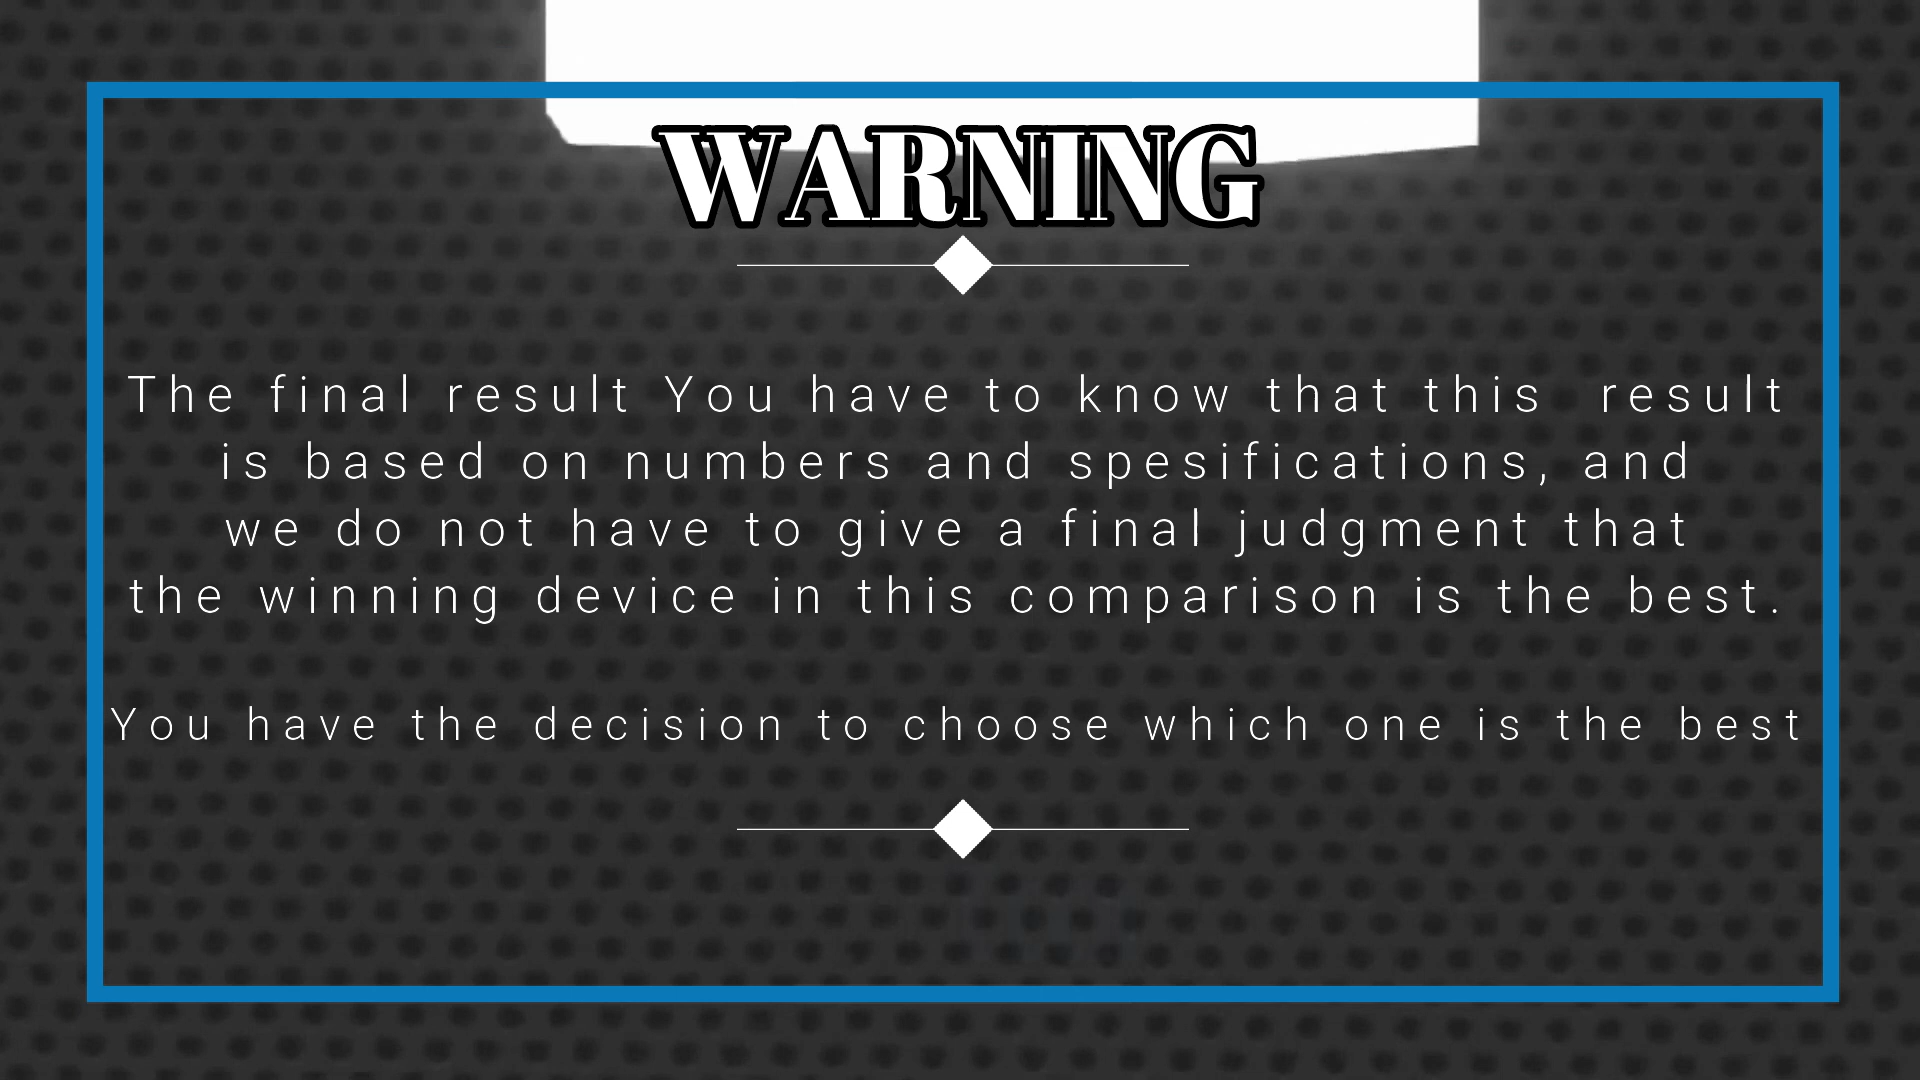 WARNING
The final result You have to know that this  result
is based on numbers and spesifications, and
we do not have to give a final judgment that
the winning device in this comparison is the best.
You have the decision to choose which one is the best